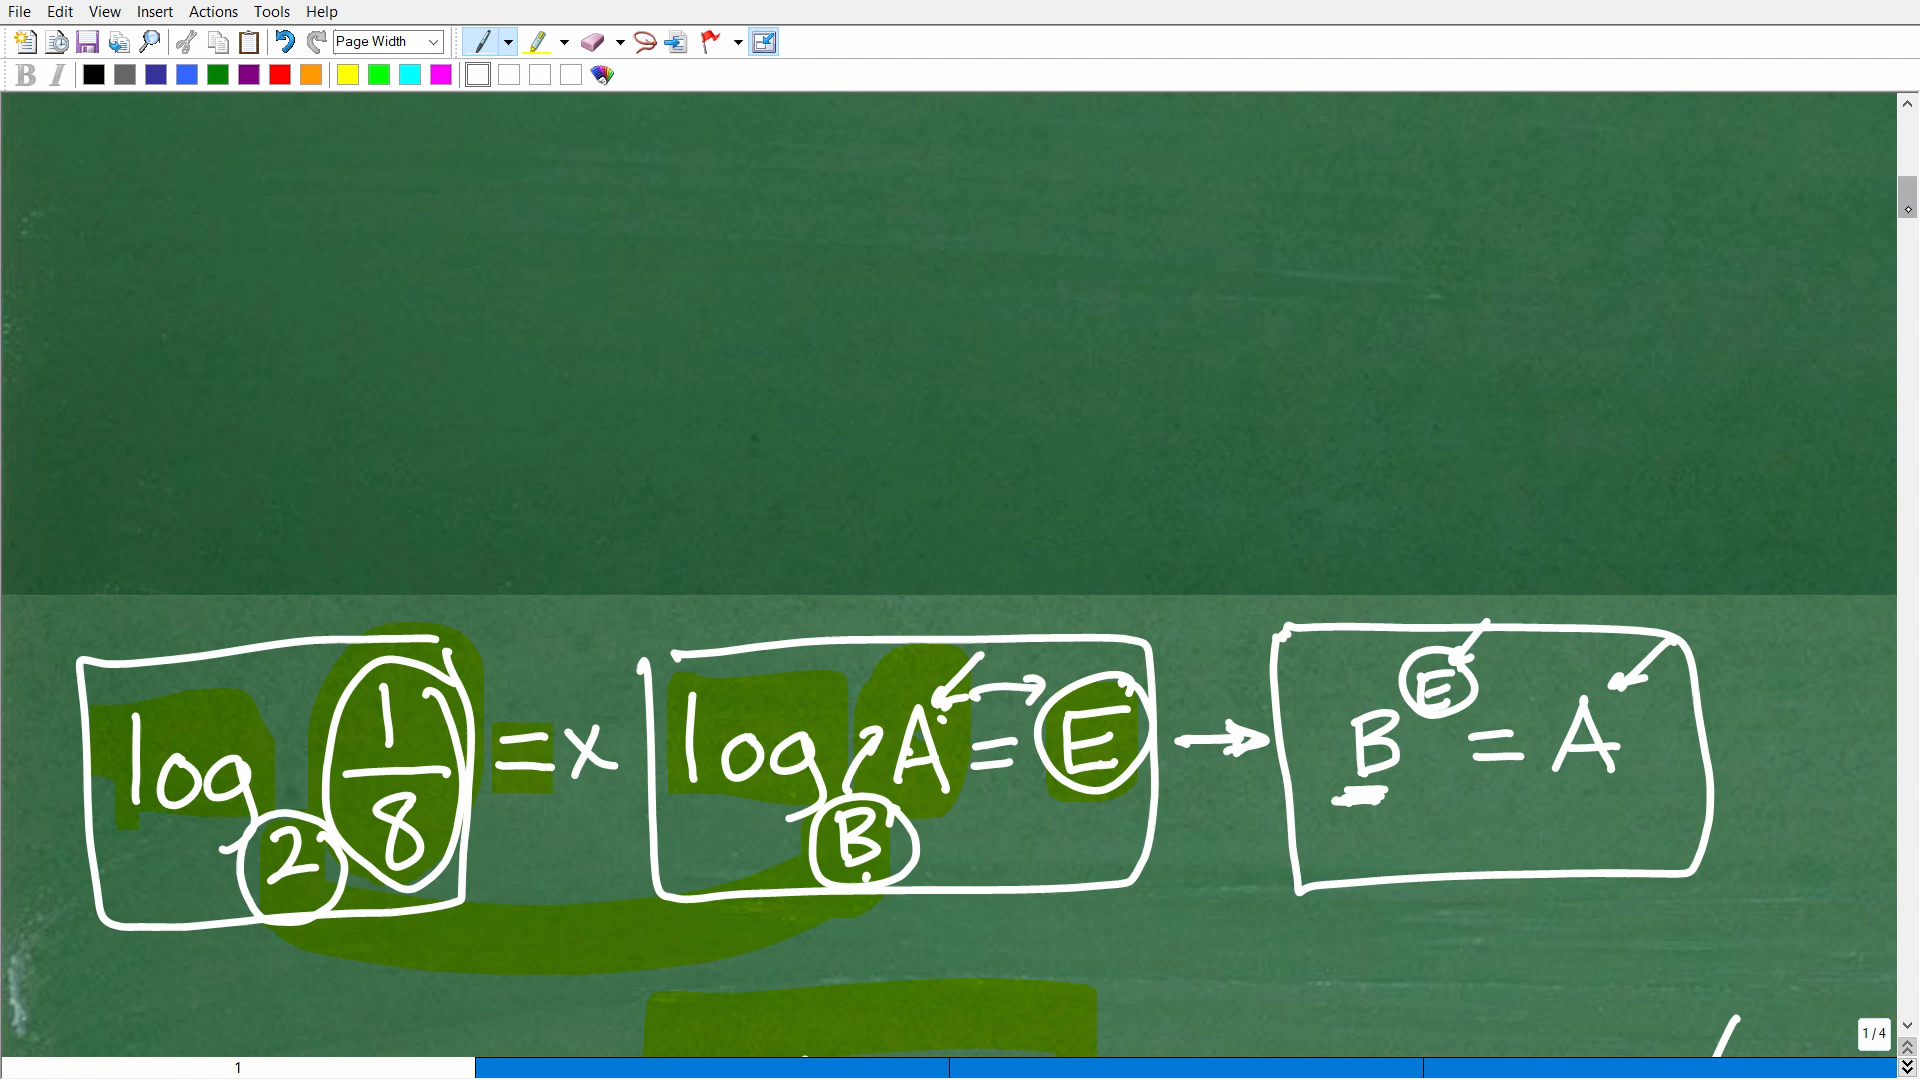 File Edit View Insert Actions Tools Help
Page Width
B I
log₂ 1/8 = x log_B A = E → B^E = A
1 / 4
1